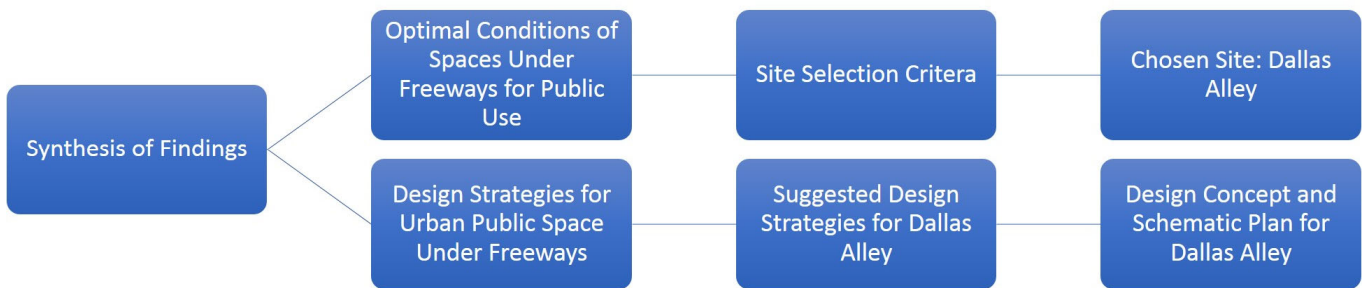 Synthesis of Findings
Optimal Conditions of
Spaces Under
Freeways for Public
Use
Site Selection Critera
Chosen Site: Dallas
Alley
Design Strategies for
Urban Public Space
Under Freeways
Suggested Design
Strategies for Dallas
Alley
Design Concept and
Schematic Plan for
Dallas Alley